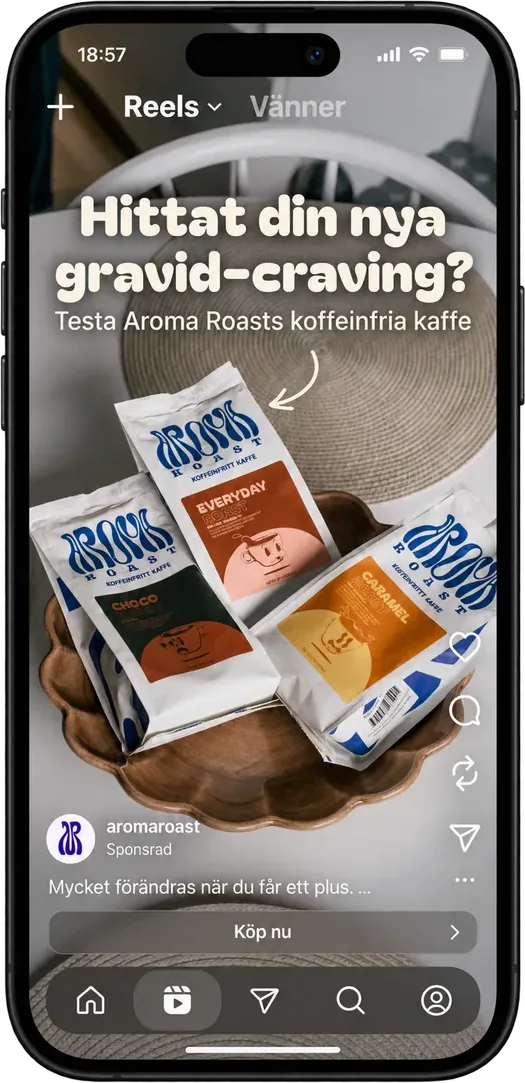 18:57
Reels
Vänner
Hittat din nya
gravid-craving?
Testa Aroma Roasts koffeinfria kaffe
AROMA
ROAST
KOFFEINFRITT KAFFE
EVERYDAY
ROAST
AROMA
ROAST
KOFFEINFRITT KAFFE
CHOCO
AROMA
ROAST
KOFFEINFRITT KAFFE
CARAMEL
aromaroast
Sponsrad
Mycket förändras när du får ett plus. ...
Köp nu